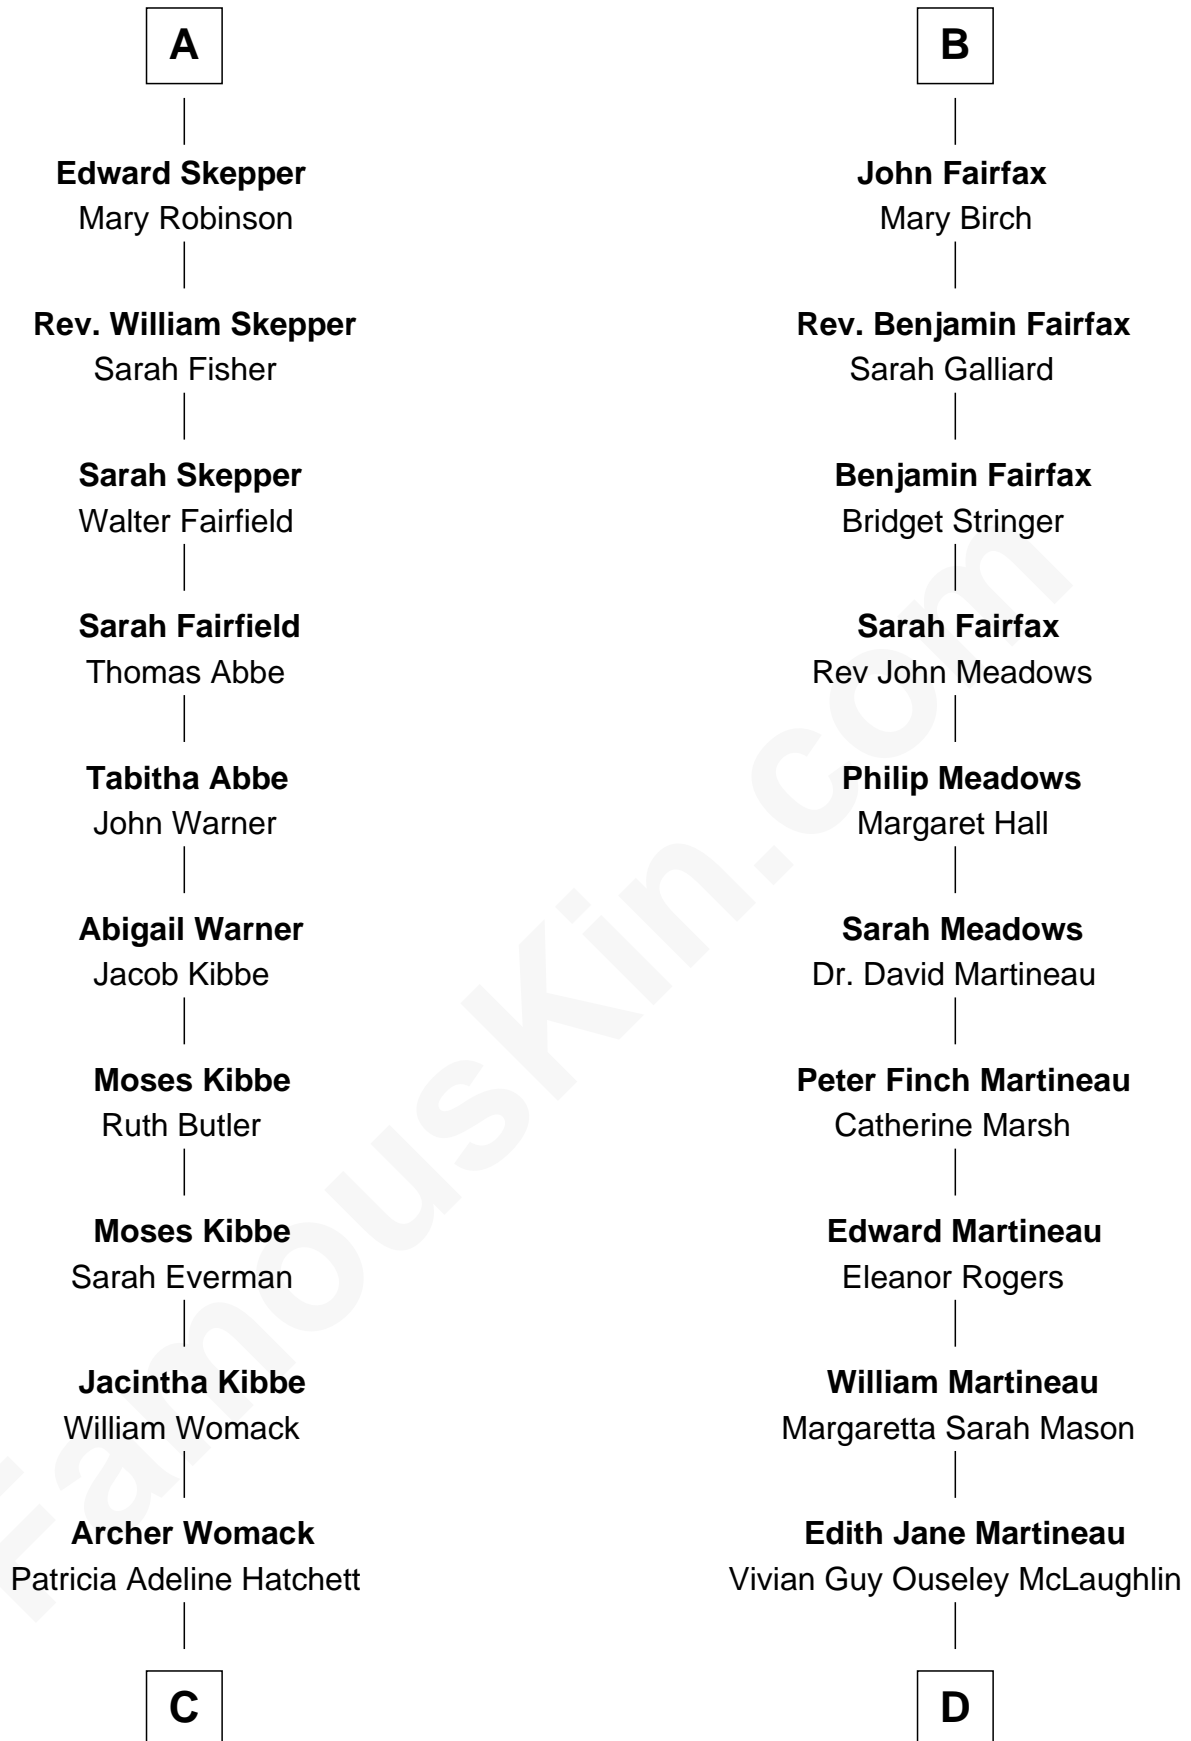 A
Edward Skepper
Mary Robinson
Rev. William Skepper
Sarah Fisher
Sarah Skepper
Walter Fairfield
Sarah Fairfield
Thomas Abbe
Tabitha Abbe
John Warner
Abigail Warner
Jacob Kibbe
Moses Kibbe
Ruth Butler
Moses Kibbe
Sarah Everman
Jacintha Kibbe
William Womack
Archer Womack
Patricia Adeline Hatchett
C
B
John Fairfax
Mary Birch
Rev. Benjamin Fairfax
Sarah Galliard
Benjamin Fairfax
Bridget Stringer
Sarah Fairfax
Rev John Meadows
Philip Meadows
Margaret Hall
Sarah Meadows
Dr. David Martineau
Peter Finch Martineau
Catherine Marsh
Edward Martineau
Eleanor Rogers
William Martineau
Margaretta Sarah Mason
Edith Jane Martineau
Vivian Guy Ouseley McLaughlin
D
FamousKin.com